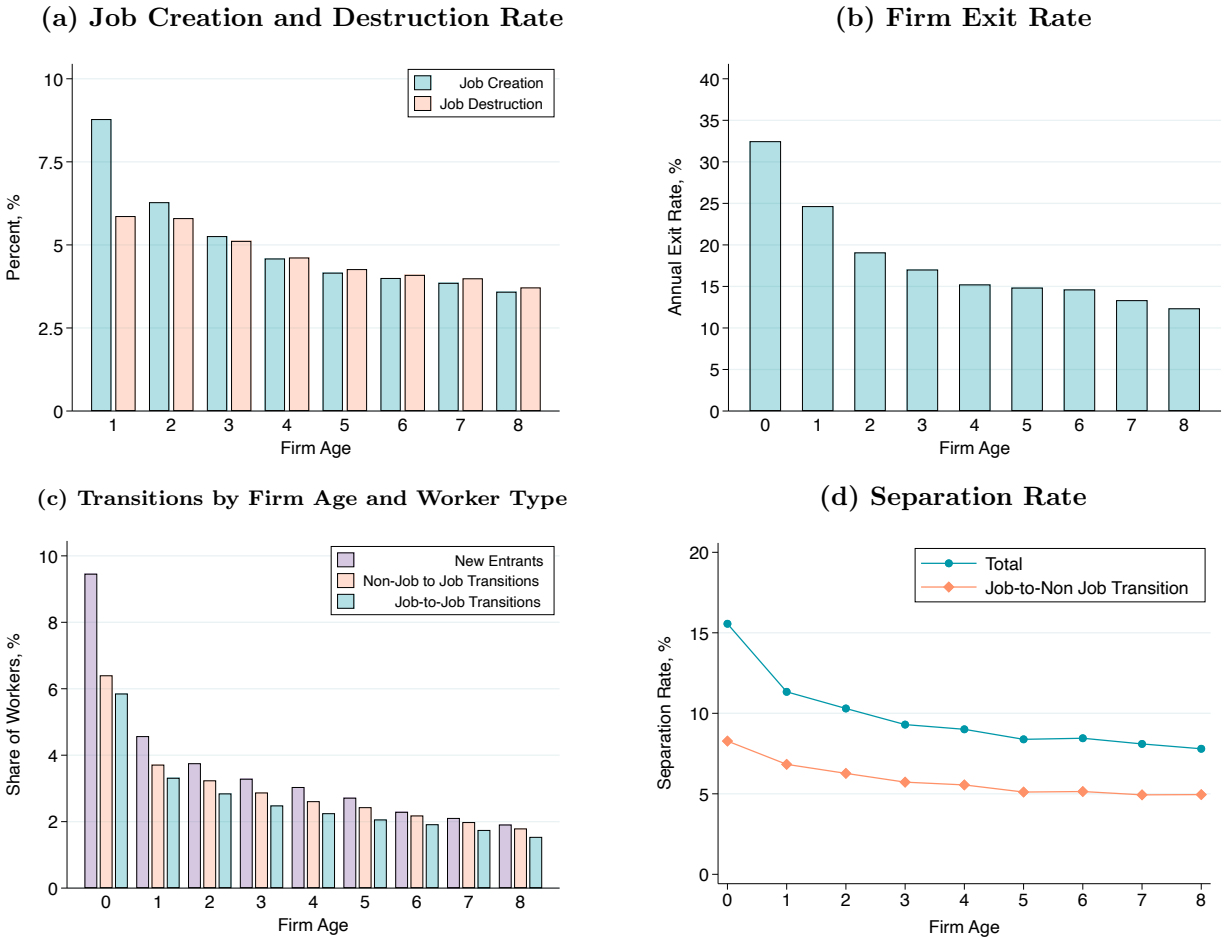 (a) Job Creation and Destruction Rate
10
7.5
5
2.5
0
Percent, %
Job Creation
Job Destruction
1 2 3 4 5 6 7 8
Firm Age
(b) Firm Exit Rate
40
35
30
25
20
15
10
5
0
Annual Exit Rate, %
0 1 2 3 4 5 6 7 8
Firm Age
(c) Transitions by Firm Age and Worker Type
10
8
6
4
2
0
Share of Workers, %
New Entrants
Non-Job to Job Transitions
Job-to-Job Transitions
0 1 2 3 4 5 6 7 8
Firm Age
(d) Separation Rate
20
15
10
5
0
Separation Rate, %
Total
Job-to-Non Job Transition
0 1 2 3 4 5 6 7 8
Firm Age